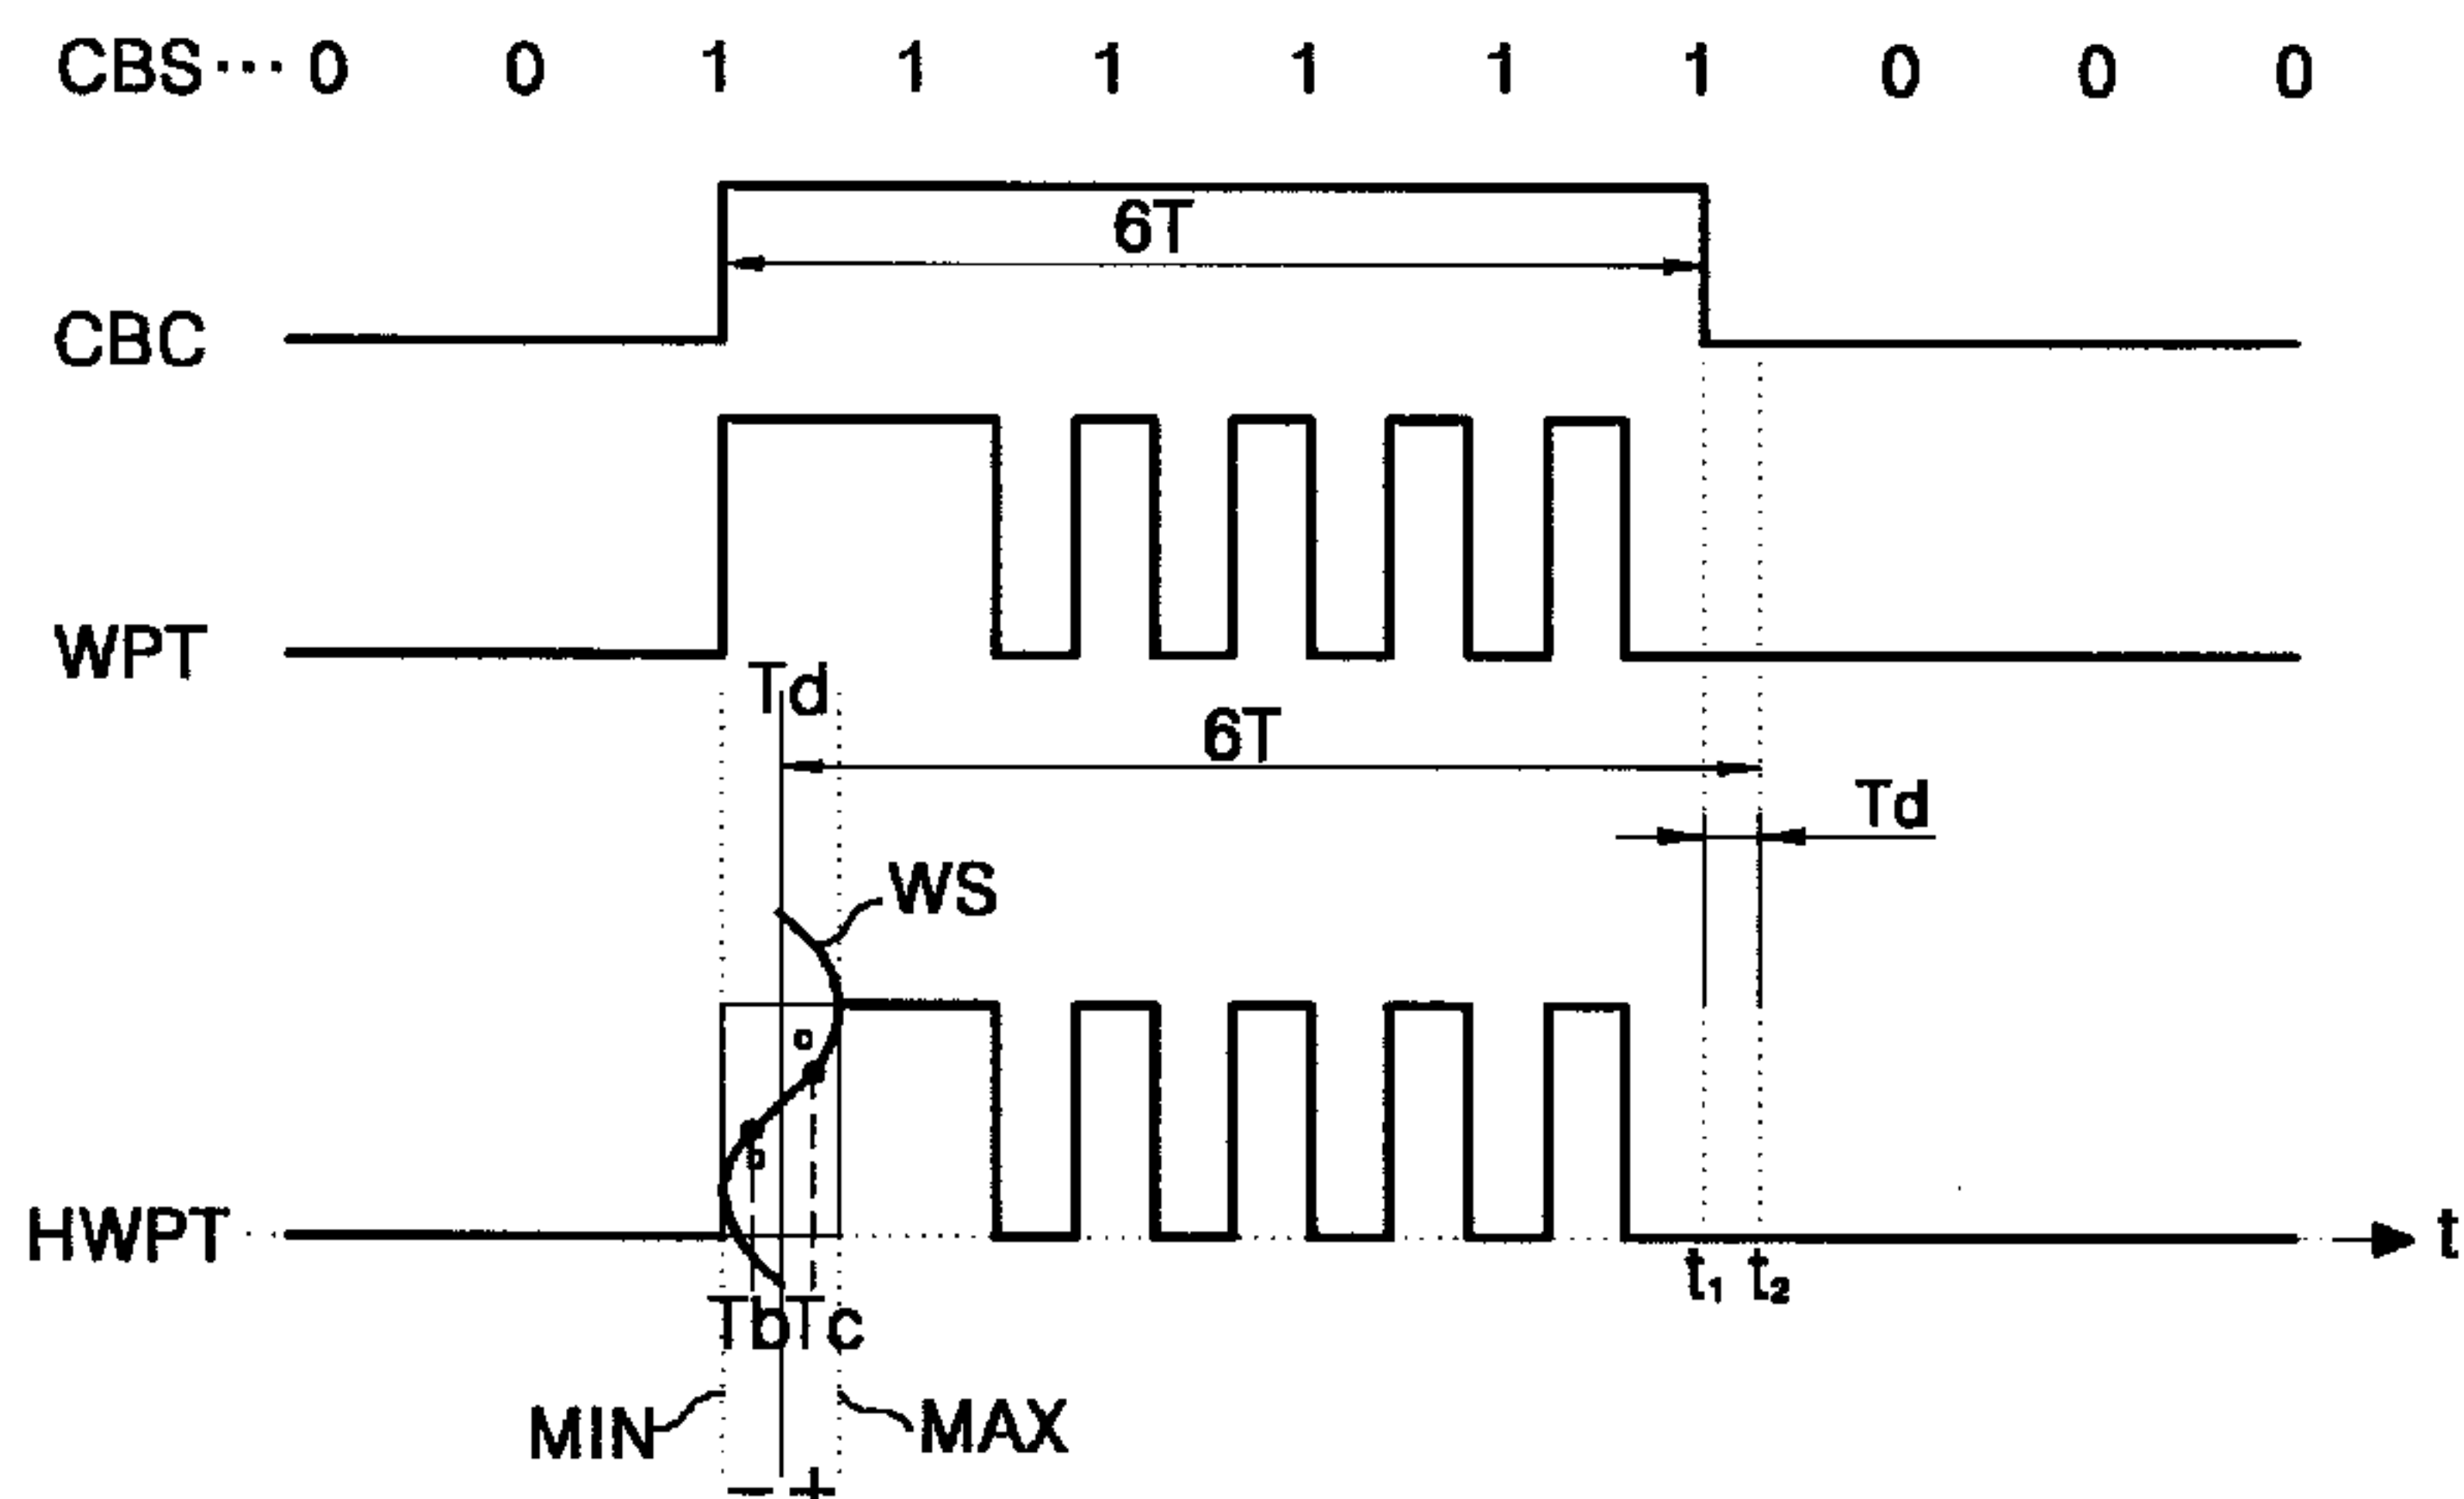 CBS ··· 0 0 1 1 1 1 1 1 0 0 0
6T
CBC
WPT
Td
6T
Td
WS
c
b
HWPT
t
t₁ t₂
Tb Tc
MIN
MAX
− +